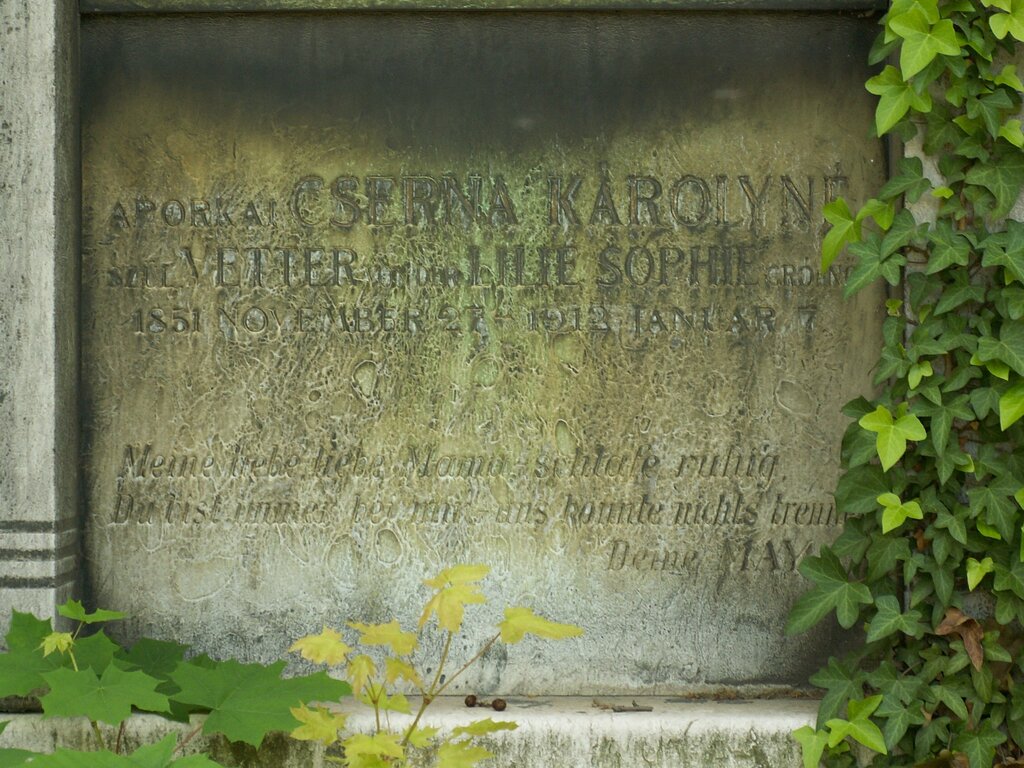 APORKAI CSERNA KÁROLYNÉ
SZÜL. VETTER LILIE SOPHIE
1851 NOVEMBER 27 - 1912 JANUAR 7
Meine liebe liebe Mama - schlafe ruhig
Du bist immer bei mir - uns konnte nichts
Deine MAY